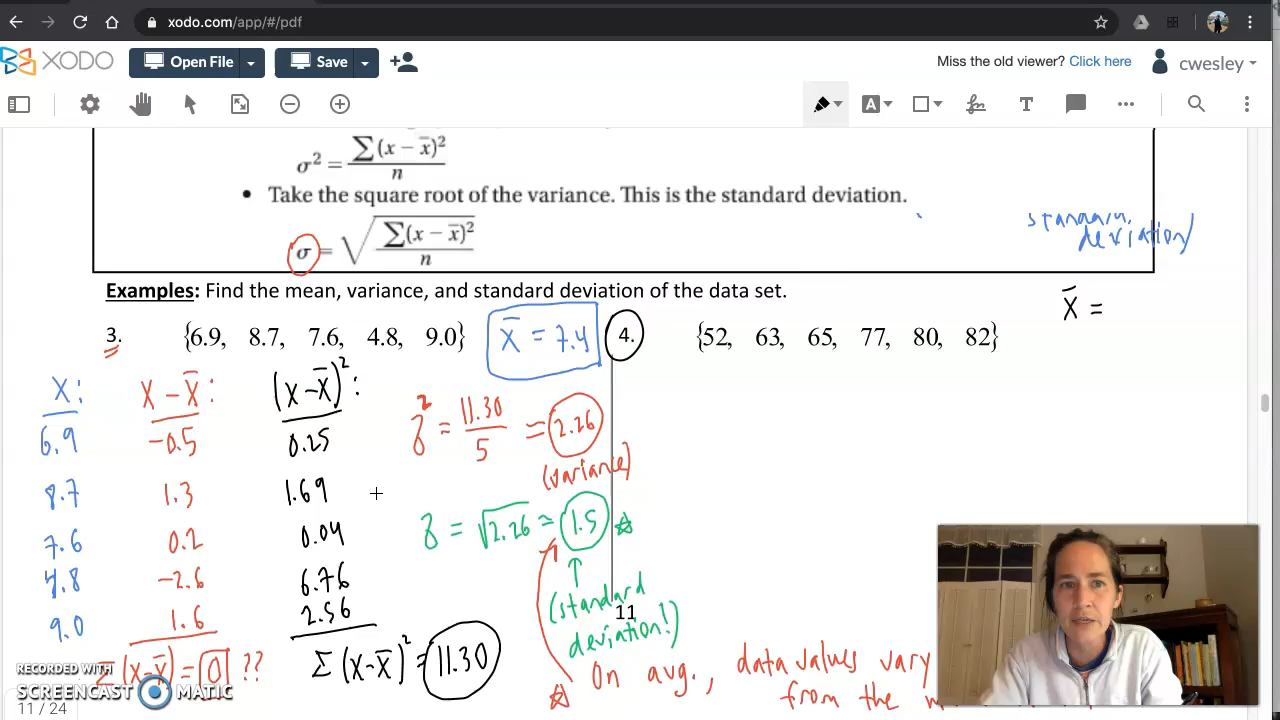 xodo.com/app/#/pdf
XODO
Open File
Save
Miss the old viewer? Click here
cwesley
σ² = Σ(x − x̄)² / n
• Take the square root of the variance. This is the standard deviation.
σ = √(Σ(x − x̄)² / n)
standard
deviation
Examples: Find the mean, variance, and standard deviation of the data set.
x̄ =
3. {6.9, 8.7, 7.6, 4.8, 9.0}
x̄ = 7.4
4. {52, 63, 65, 77, 80, 82}
x: x − x̄: (x − x̄)²:
6.9 −0.5 0.25
8.7 1.3 1.69
7.6 0.2 0.04
4.8 −2.6 6.76
9.0 1.6 2.56
Σ(x−x̄) = 0 ??
Σ(x−x̄)² = 11.30
σ² = 11.30 / 5 = 2.26
(variance)
σ = √2.26 ≈ 1.5
(standard
deviation!)
11
On avg., data values vary
from the
RECORDED WITH
SCREENCAST MATIC
11 / 24